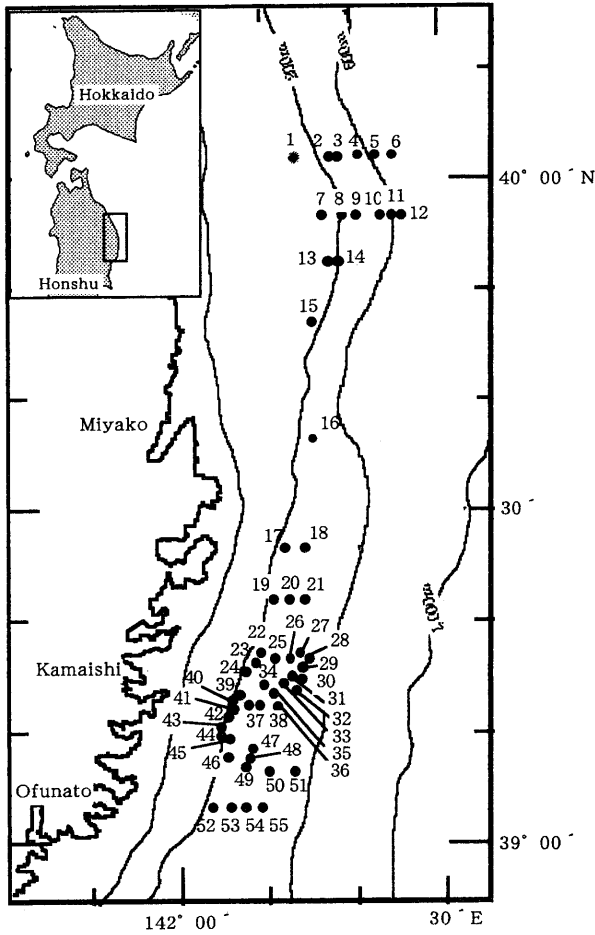 Hokkaido
Honshu
200m
600m
1 2 3 4 5 6
40° 00´ N
7 8 9 10 11 12
13 14
15
Miyako
16
30´
17 18
19 20 21
1,000m
22 26 27
23 25 28
24 34 29
Kamaishi
40 39 30
41 31
43 42 37 38 32
44 33
45 47 35
46 48 36
49 50 51
Ofunato
52 53 54 55
39° 00´
142° 00´ 30´ E